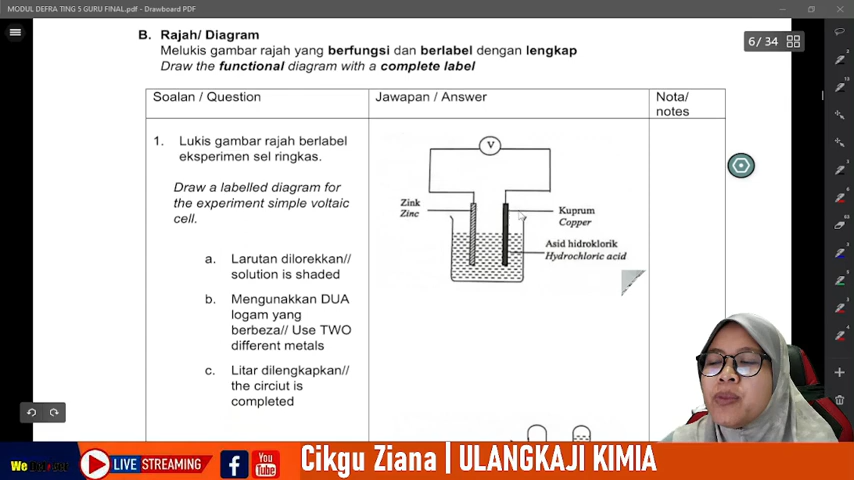 MODUL DEFRA TING 5 GURU FINAL.pdf - Drawboard PDF
B. Rajah/ Diagram
Melukis gambar rajah yang berfungsi dan berlabel dengan lengkap
Draw the functional diagram with a complete label
6/34
Soalan / Question
Jawapan / Answer
Nota/
notes
1. Lukis gambar rajah berlabel
eksperimen sel ringkas.
Draw a labelled diagram for
the experiment simple voltaic
cell.
a. Larutan dilorekkan//
solution is shaded
b. Mengunakkan DUA
logam yang
berbeza// Use TWO
different metals
c. Litar dilengkapkan//
the circiut is
completed
V
Zink
Zinc
Kuprum
Copper
Asid hidroklorik
Hydrochloric acid
LIVE STREAMING
You
Tube
Cikgu Ziana | ULANGKAJI KIMIA